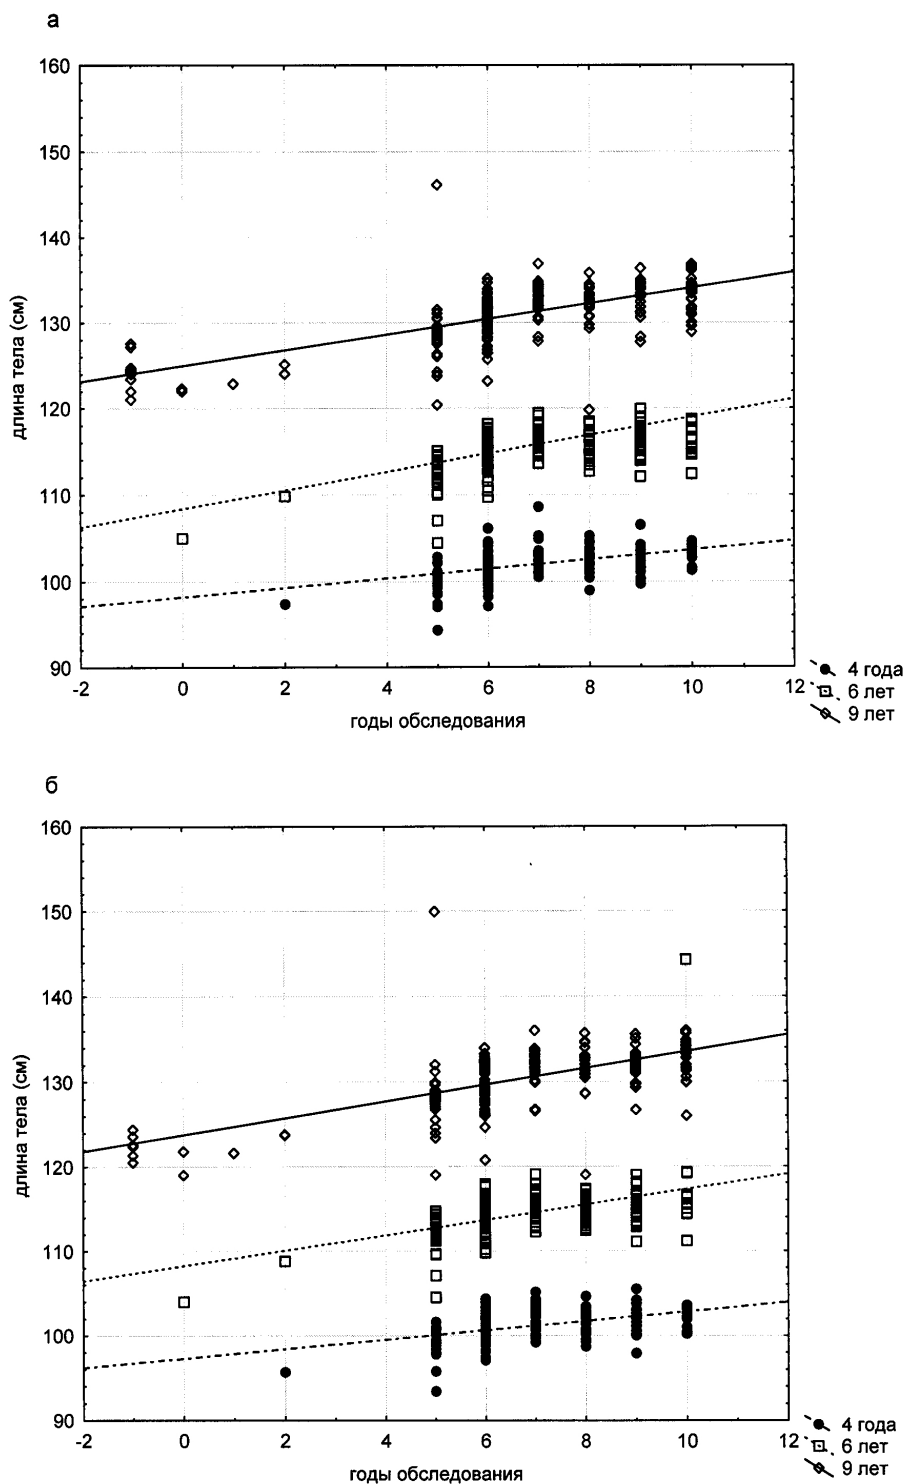 а
160
150
140
130
120
110
100
90
длина тела (см)
-2 0 2 4 6 8 10 12
годы обследования
4 года
6 лет
9 лет
б
160
150
140
130
120
110
100
90
длина тела (см)
-2 0 2 4 6 8 10 12
годы обследования
4 года
6 лет
9 лет